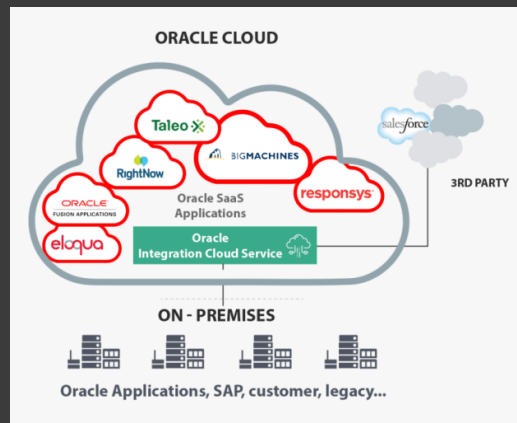 ORACLE CLOUD
Taleo
BIGMACHINES
RightNow
responsys
Oracle SaaS
Applications
ORACLE
FUSION APPLICATIONS
eloqua
Oracle
Integration Cloud Service
salesforce
3RD PARTY
ON - PREMISES
Oracle Applications, SAP, customer, legacy...